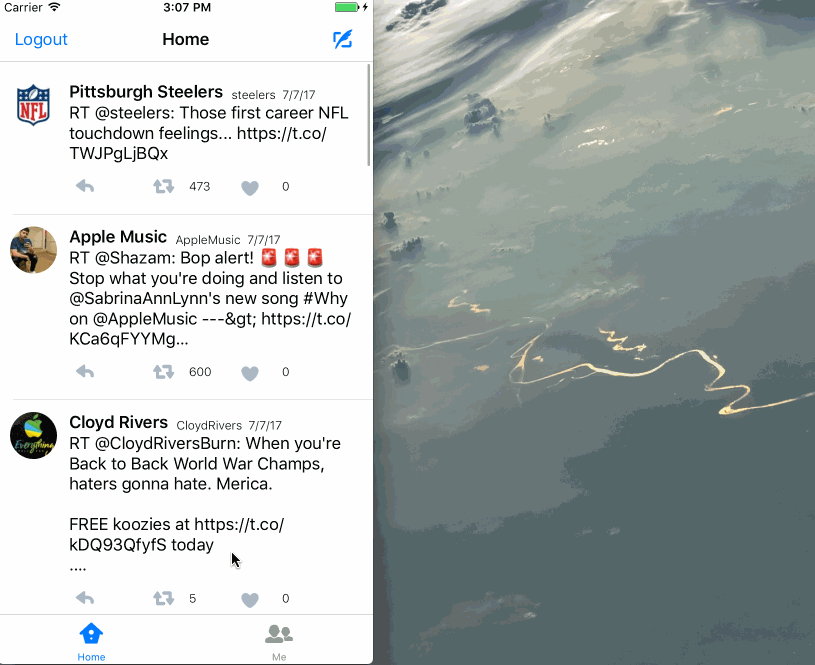 Carrier 3:07 PM
Logout Home
NFL
Pittsburgh Steelers steelers 7/7/17
RT @steelers: Those first career NFL
touchdown feelings... https://t.co/
TWJPgLjBQx
473 0
Apple Music AppleMusic 7/7/17
RT @Shazam: Bop alert! 🚨 🚨 🚨
Stop what you're doing and listen to
@SabrinaAnnLynn's new song #Why
on @AppleMusic ---&gt; https://t.co/
KCa6qFYYMg...
600 0
Everything
Cloyd Rivers CloydRivers 7/7/17
RT @CloydRiversBurn: When you're
Back to Back World War Champs,
haters gonna hate. Merica.
FREE koozies at https://t.co/
kDQ93QfyfS today
....
5 0
Home Me